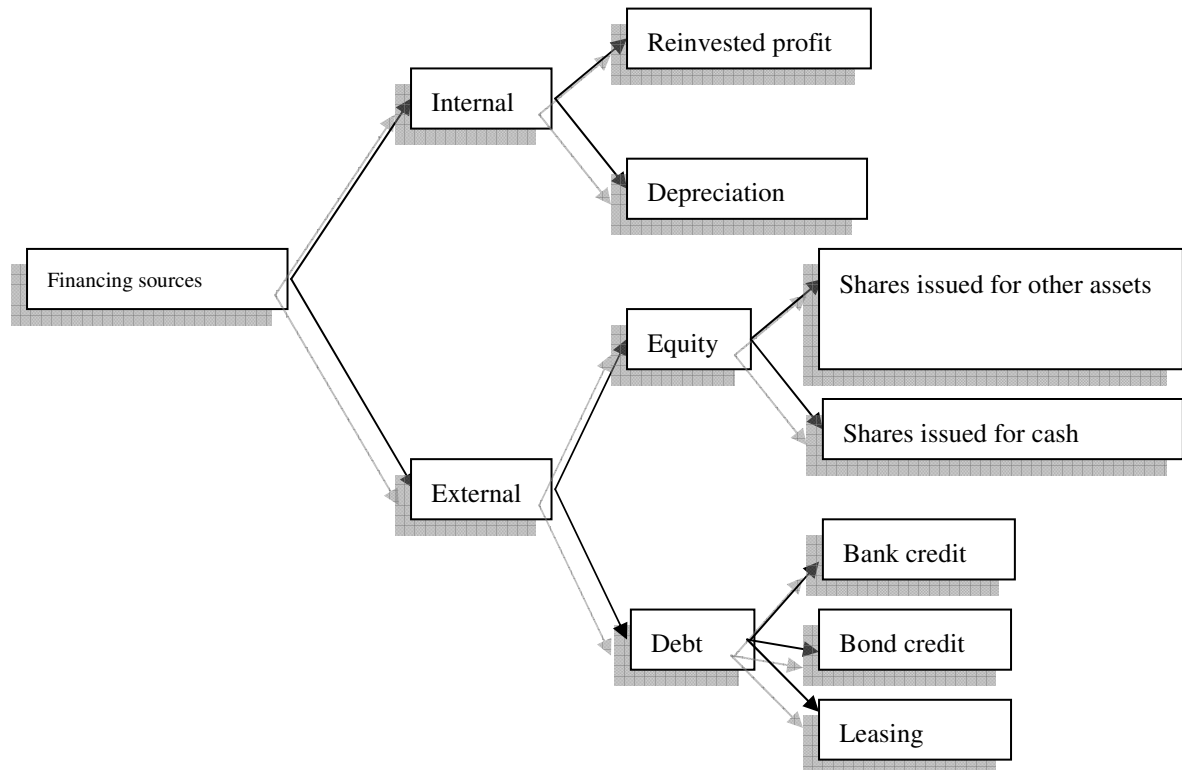 Reinvested profit
Internal
Depreciation
Financing sources
Shares issued for other assets
Equity
Shares issued for cash
External
Bank credit
Bond credit
Debt
Leasing